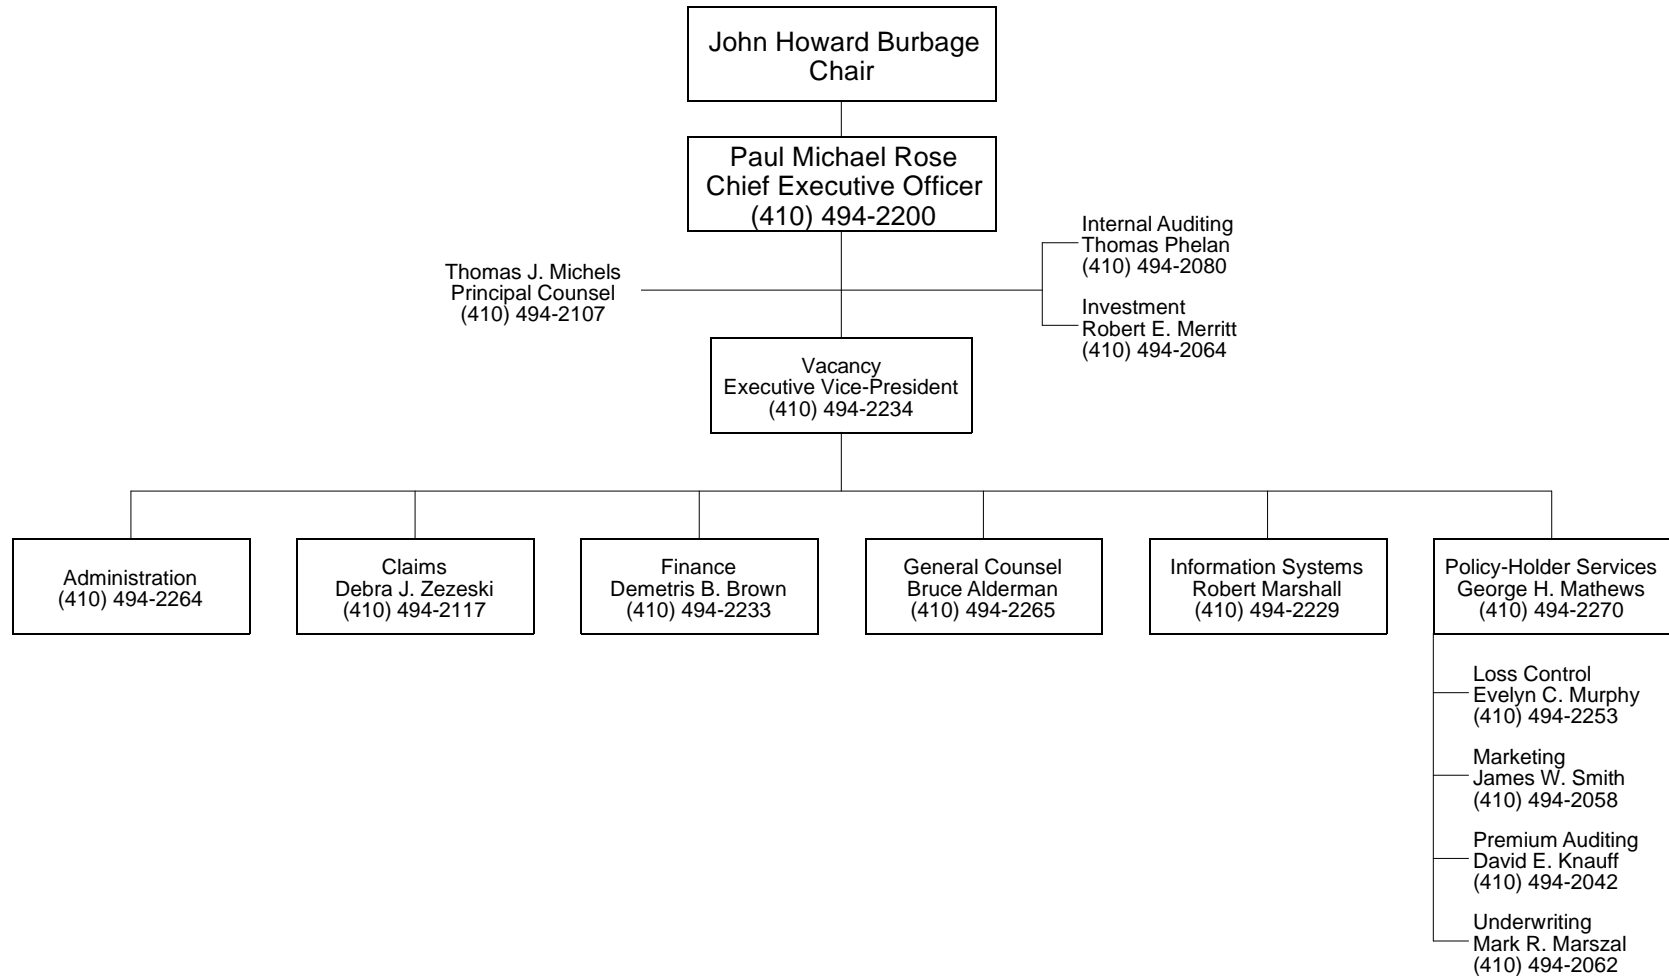 John Howard Burbage
Chair
Paul Michael Rose
Chief Executive Officer
(410) 494-2200
Thomas J. Michels
Principal Counsel
(410) 494-2107
Internal Auditing
Thomas Phelan
(410) 494-2080
Investment
Robert E. Merritt
(410) 494-2064
Vacancy
Executive Vice-President
(410) 494-2234
Administration
(410) 494-2264
Claims
Debra J. Zezeski
(410) 494-2117
Finance
Demetris B. Brown
(410) 494-2233
General Counsel
Bruce Alderman
(410) 494-2265
Information Systems
Robert Marshall
(410) 494-2229
Policy-Holder Services
George H. Mathews
(410) 494-2270
Loss Control
Evelyn C. Murphy
(410) 494-2253
Marketing
James W. Smith
(410) 494-2058
Premium Auditing
David E. Knauff
(410) 494-2042
Underwriting
Mark R. Marszal
(410) 494-2062